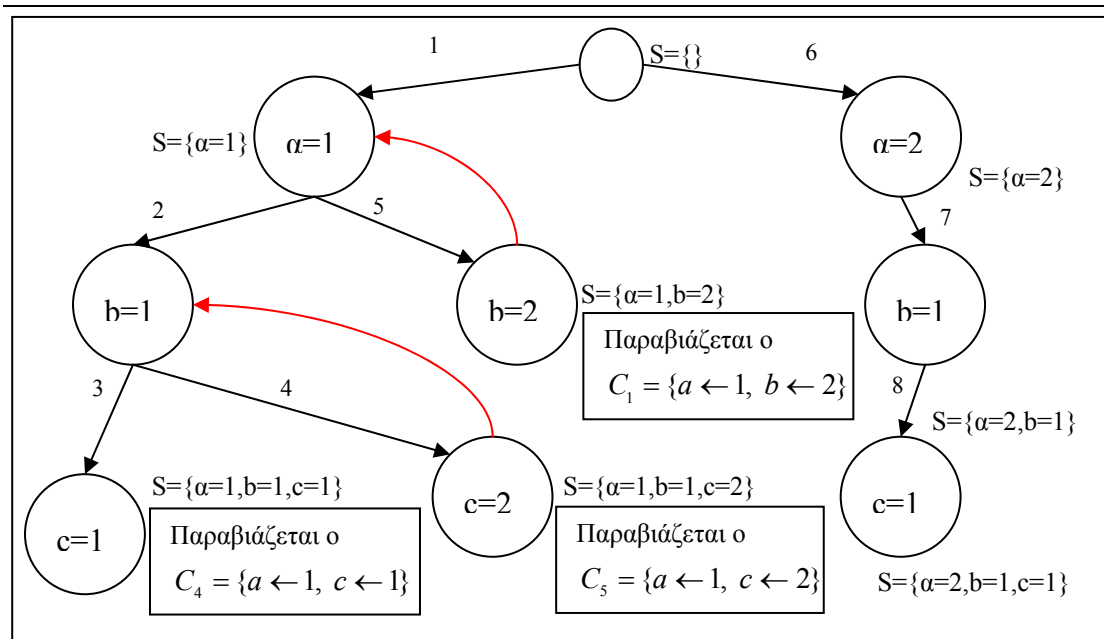 1
S={}
6
α=1
S={α=1}
α=2
S={α=2}
2
5
7
b=1
b=2
S={α=1,b=2}
b=1
Παραβιάζεται ο
C₁ = {a ← 1, b ← 2}
3
4
8
S={α=2,b=1}
c=1
S={α=1,b=1,c=1}
c=2
S={α=1,b=1,c=2}
c=1
Παραβιάζεται ο
C₄ = {a ← 1, c ← 1}
Παραβιάζεται ο
C₅ = {a ← 1, c ← 2}
S={α=2,b=1,c=1}